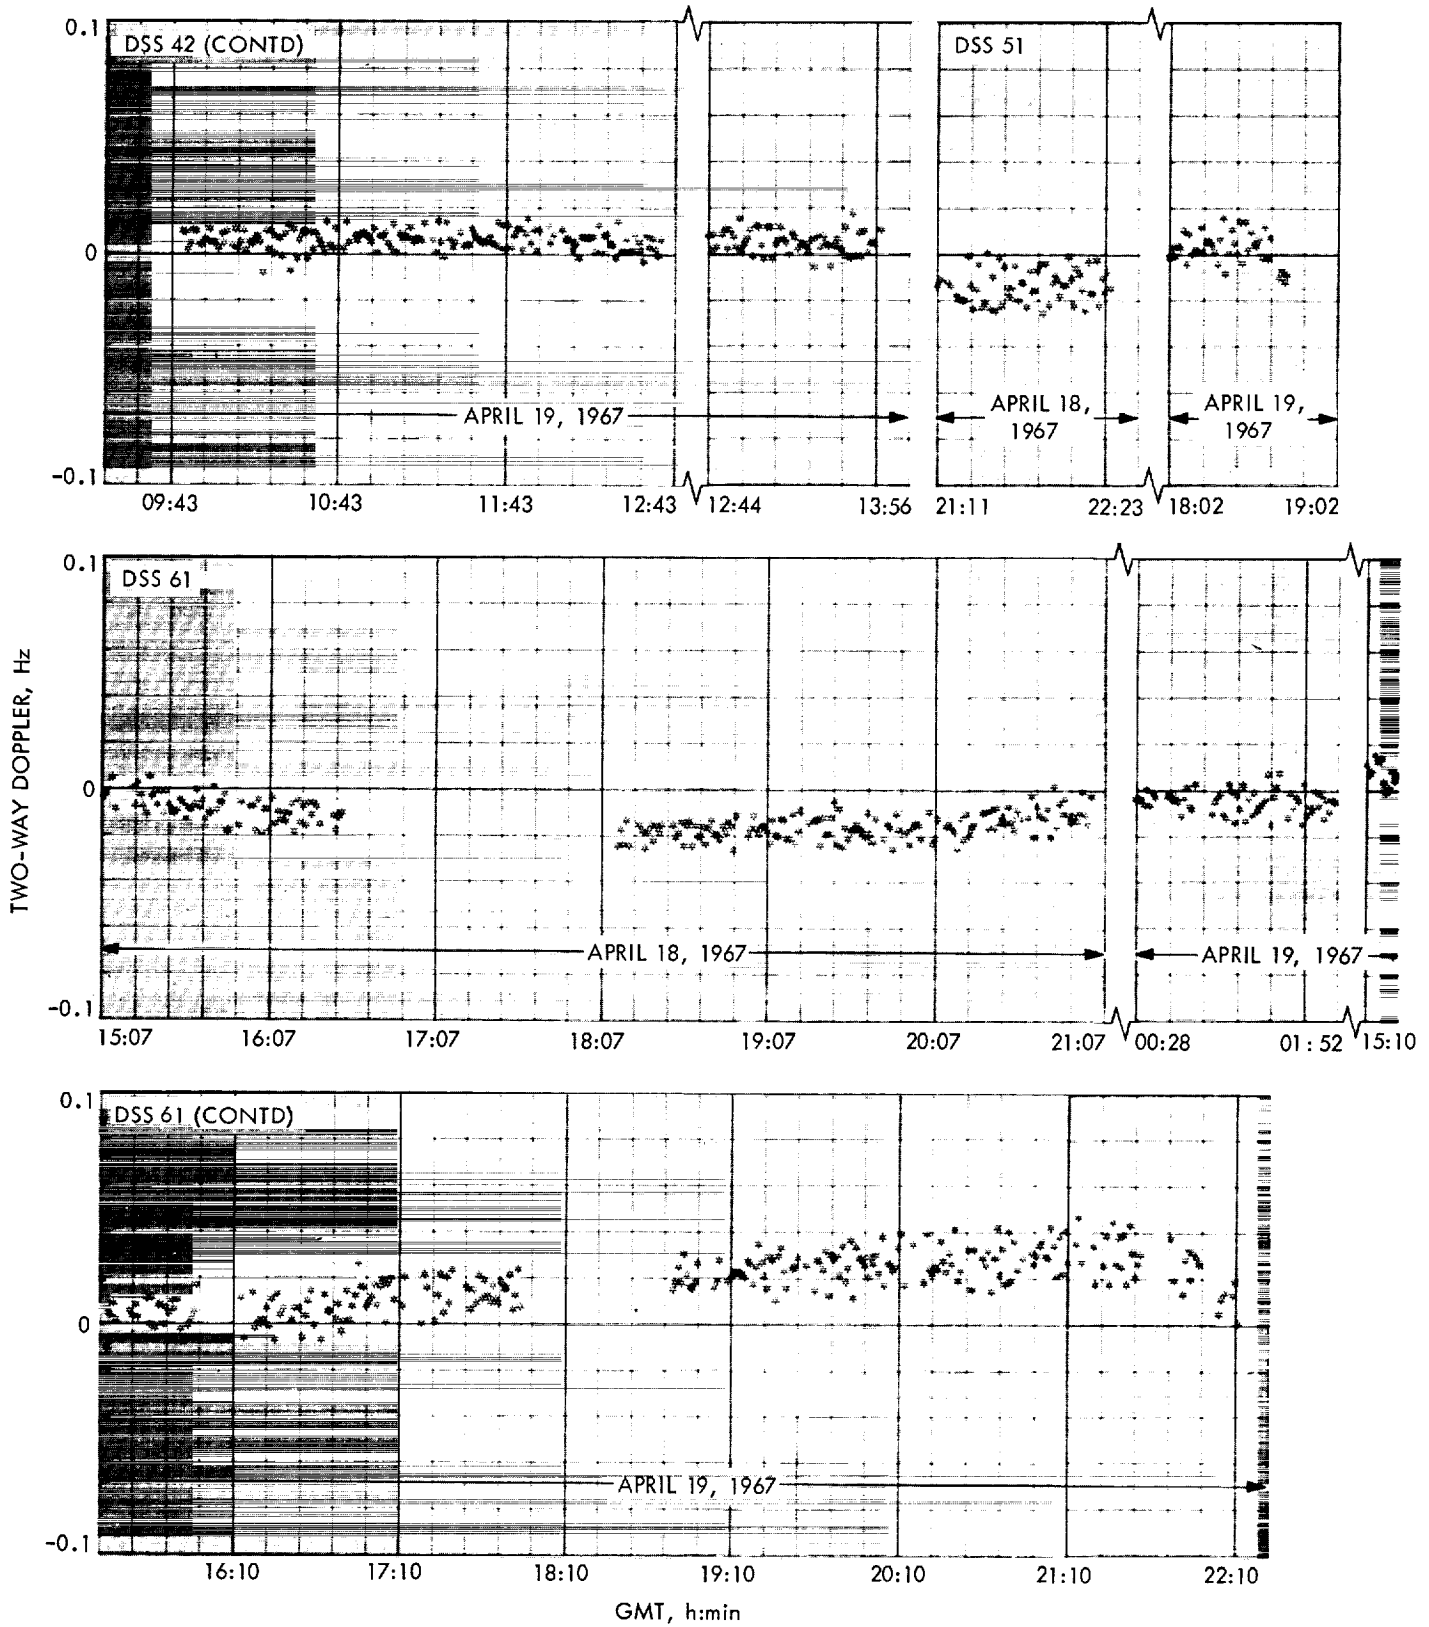 0.1
DSS 42 (CONTD)
DSS 51
0
APRIL 19, 1967
APRIL 18,
1967
APRIL 19,
1967
-0.1
09:43 10:43 11:43 12:43 12:44 13:56 21:11 22:23 18:02 19:02
0.1
DSS 61
TWO-WAY DOPPLER, Hz
0
APRIL 18, 1967
APRIL 19, 1967
-0.1
15:07 16:07 17:07 18:07 19:07 20:07 21:07 00:28 01:52 15:10
0.1
DSS 61 (CONTD)
0
APRIL 19, 1967
-0.1
16:10 17:10 18:10 19:10 20:10 21:10 22:10
GMT, h:min